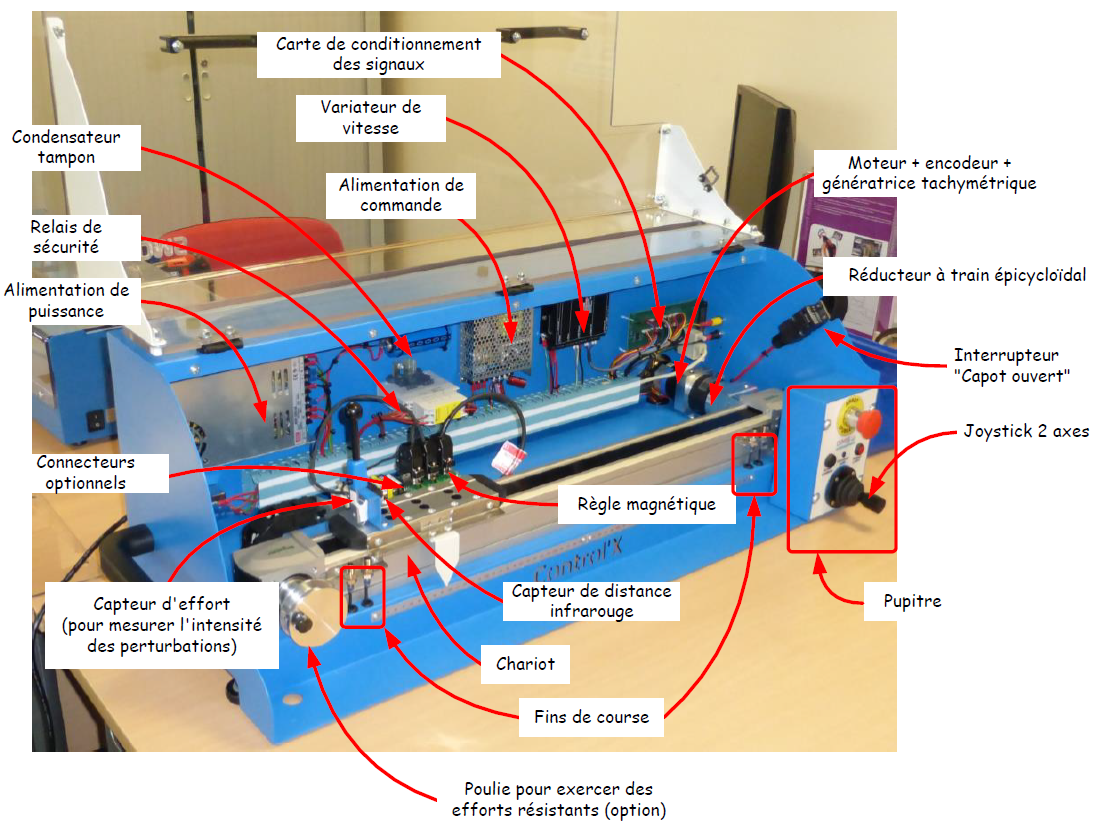 Carte de conditionnement
des signaux
Variateur de
vitesse
Condensateur
tampon
Alimentation de
commande
Moteur + encodeur +
génératrice tachymétrique
Relais de
sécurité
Réducteur à train épicycloïdal
Alimentation de
puissance
Interrupteur
"Capot ouvert"
Joystick 2 axes
Connecteurs
optionnels
Règle magnétique
Control'X
Capteur d'effort
(pour mesurer l'intensité
des perturbations)
Capteur de distance
infrarouge
Pupitre
Chariot
Fins de course
Poulie pour exercer des
efforts résistants (option)